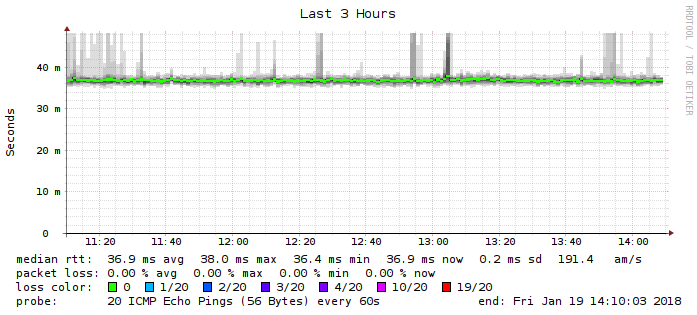 Last 3 Hours
RRDTOOL / TOBI OETIKER
Seconds
40 m
30 m
20 m
10 m
0
11:20 11:40 12:00 12:20 12:40 13:00 13:20 13:40 14:00
median rtt: 36.9 ms avg 38.0 ms max 36.4 ms min 36.9 ms now 0.2 ms sd 191.4 am/s
packet loss: 0.00 % avg 0.00 % max 0.00 % min 0.00 % now
loss color: 0 1/20 2/20 3/20 4/20 10/20 19/20
probe: 20 ICMP Echo Pings (56 Bytes) every 60s end: Fri Jan 19 14:10:03 2018